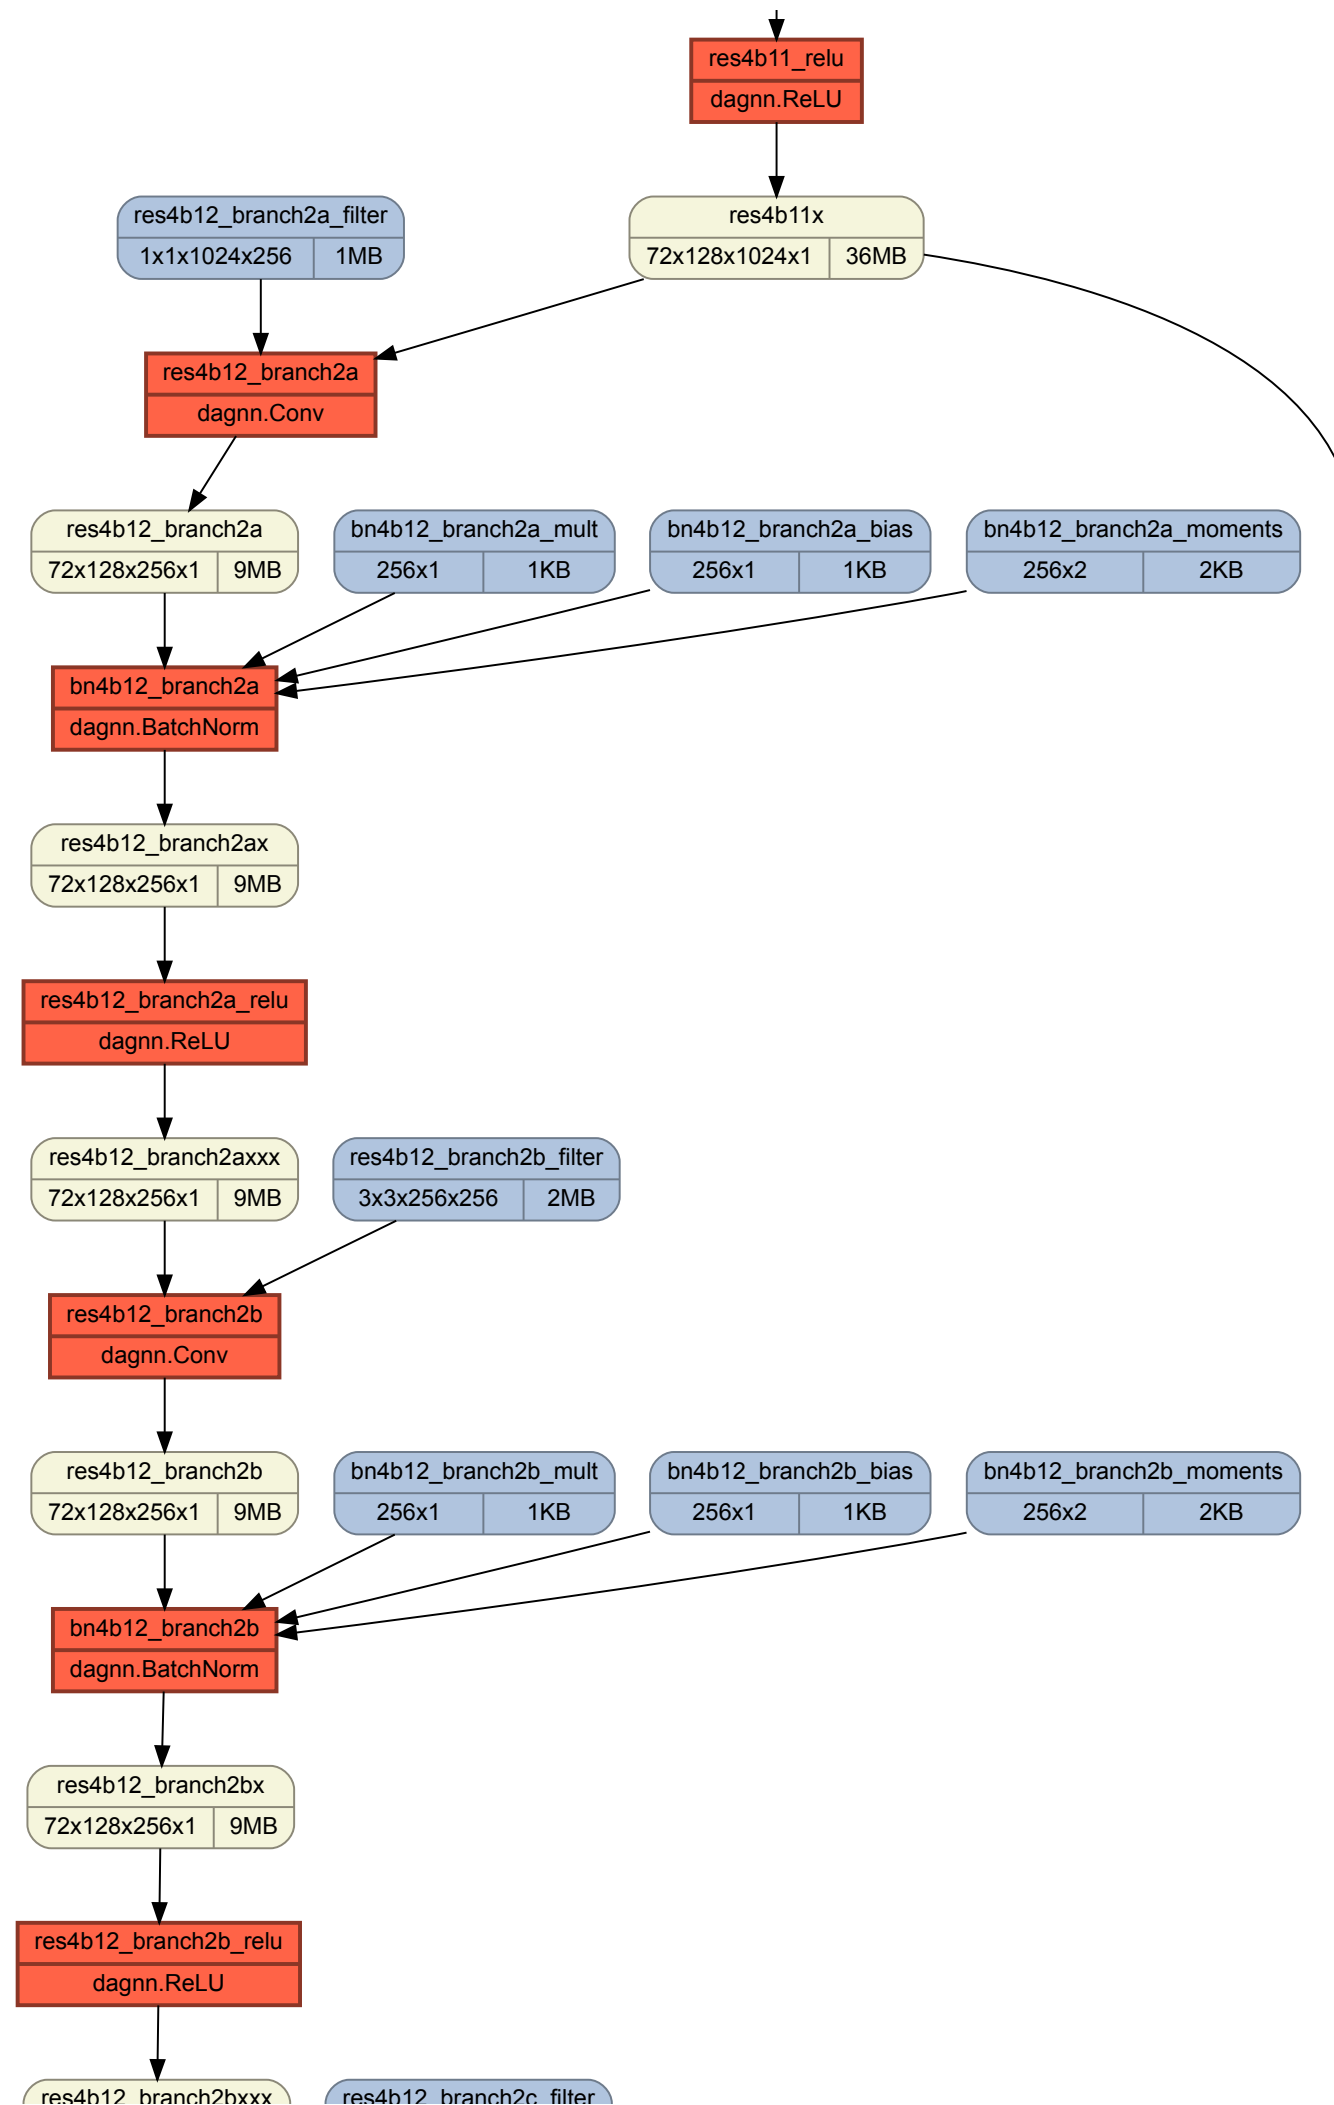 res4b11_relu
dagnn.ReLU
res4b12_branch2a_filter
1x1x1024x256 1MB
res4b11x
72x128x1024x1 36MB
res4b12_branch2a
dagnn.Conv
res4b12_branch2a
72x128x256x1 9MB
bn4b12_branch2a_mult
256x1 1KB
bn4b12_branch2a_bias
256x1 1KB
bn4b12_branch2a_moments
256x2 2KB
bn4b12_branch2a
dagnn.BatchNorm
res4b12_branch2ax
72x128x256x1 9MB
res4b12_branch2a_relu
dagnn.ReLU
res4b12_branch2axxx
72x128x256x1 9MB
res4b12_branch2b_filter
3x3x256x256 2MB
res4b12_branch2b
dagnn.Conv
res4b12_branch2b
72x128x256x1 9MB
bn4b12_branch2b_mult
256x1 1KB
bn4b12_branch2b_bias
256x1 1KB
bn4b12_branch2b_moments
256x2 2KB
bn4b12_branch2b
dagnn.BatchNorm
res4b12_branch2bx
72x128x256x1 9MB
res4b12_branch2b_relu
dagnn.ReLU
res4b12_branch2bxxx
res4b12_branch2c_filter